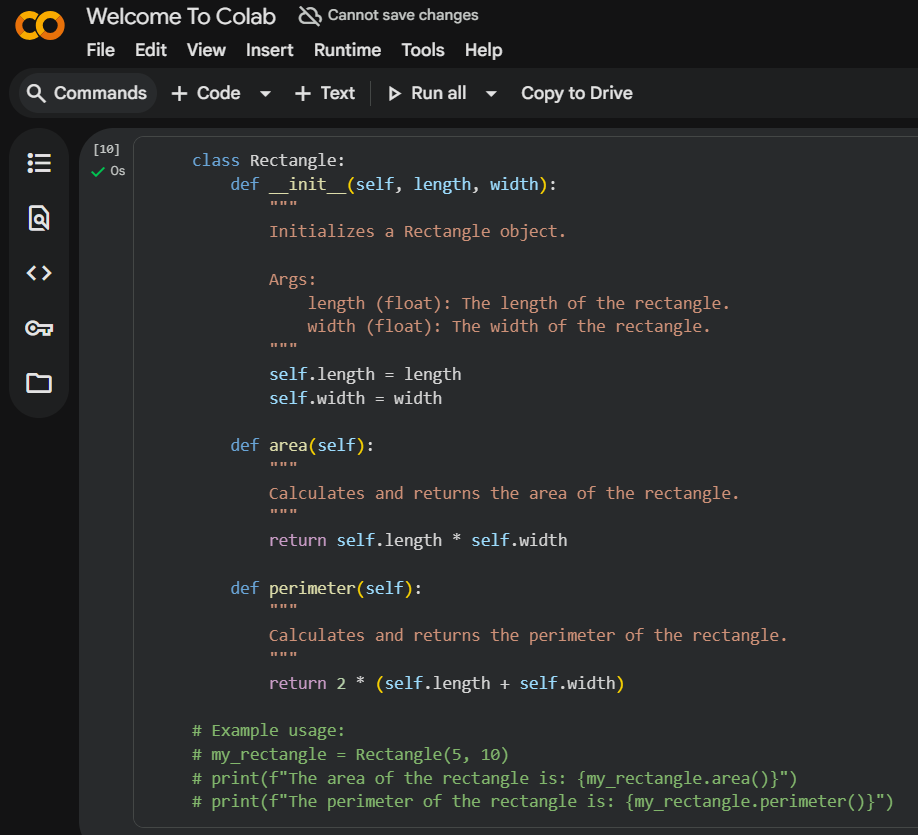 Welcome To Colab Cannot save changes
File Edit View Insert Runtime Tools Help
Commands + Code + Text Run all Copy to Drive
[10]
0s
class Rectangle:
    def __init__(self, length, width):
        """
        Initializes a Rectangle object.

        Args:
            length (float): The length of the rectangle.
            width (float): The width of the rectangle.
        """
        self.length = length
        self.width = width

    def area(self):
        """
        Calculates and returns the area of the rectangle.
        """
        return self.length * self.width

    def perimeter(self):
        """
        Calculates and returns the perimeter of the rectangle.
        """
        return 2 * (self.length + self.width)

# Example usage:
# my_rectangle = Rectangle(5, 10)
# print(f"The area of the rectangle is: {my_rectangle.area()}")
# print(f"The perimeter of the rectangle is: {my_rectangle.perimeter()}")